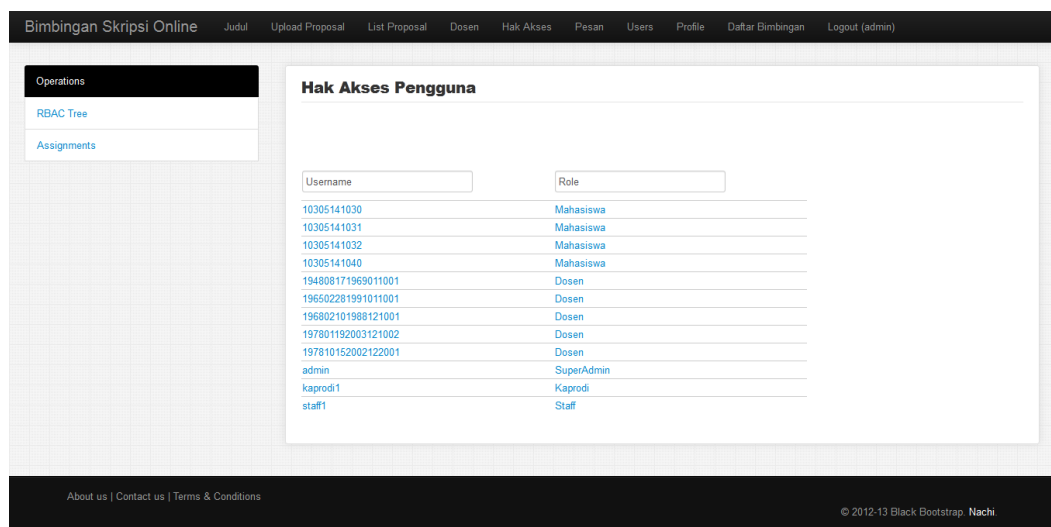 Bimbingan Skripsi Online Judul Upload Proposal List Proposal Dosen Hak Akses Pesan Users Profile Daftar Bimbingan Logout (admin)
Operations
RBAC Tree
Assignments
Hak Akses Pengguna
Username Role
10305141030 Mahasiswa
10305141031 Mahasiswa
10305141032 Mahasiswa
10305141040 Mahasiswa
194808171969011001 Dosen
196502281991011001 Dosen
196802101988121001 Dosen
197801192003121002 Dosen
197810152002122001 Dosen
admin SuperAdmin
kaprodi1 Kaprodi
staff1 Staff
About us | Contact us | Terms & Conditions
© 2012-13 Black Bootstrap. Nachi.